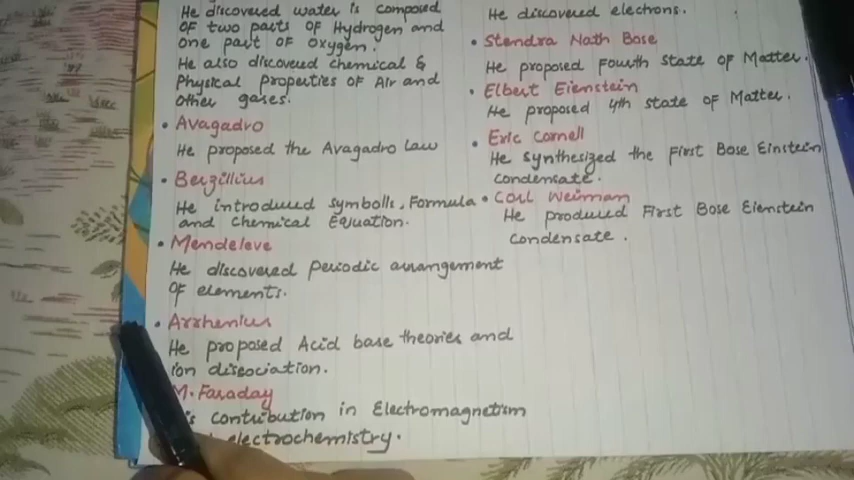 He discovered water is composed
of two parts of Hydrogen and
one part of Oxygen.
He also discovered chemical &
Physical properties of Air and
other gases.
• Avagadro
He proposed the Avagadro Law
• Berzillius
He introduced symbolls, Formula
and Chemical Equation.
• Mendeleve
He discovered periodic arrangement
of elements.
• Arrhenius
He proposed Acid base theories and
ion dissociation.
M. Faraday
contribution in Electromagnetism
electrochemistry.
He discovered electrons.
• Stendra Nath Bose
He proposed fourth state of Matter.
• Elbert Eienstein
He proposed 4th state of Matter.
• Eric Cornell
He synthesized the First Bose Einstein
condensate.
• Corl Weiman
He produced First Bose Eienstein
Condensate.